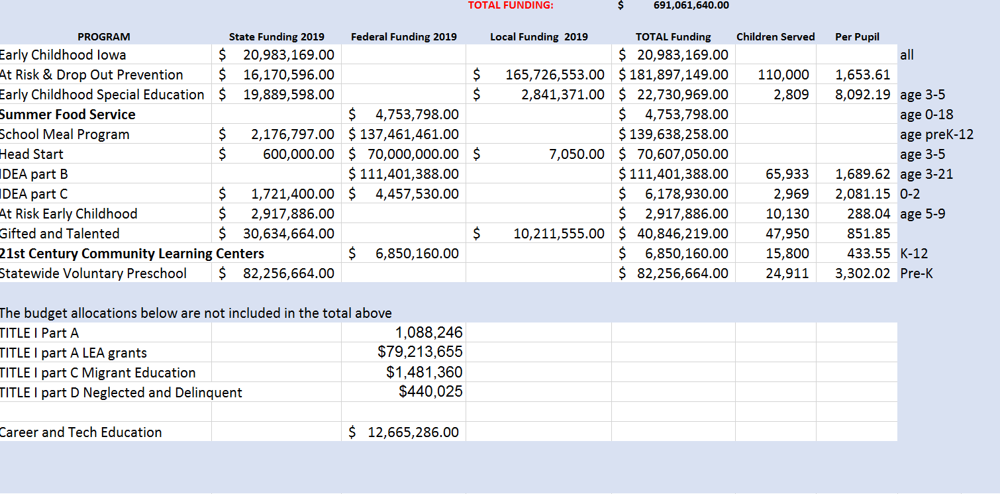 TOTAL FUNDING: $ 691,061,640.00
PROGRAM State Funding 2019 Federal Funding 2019 Local Funding 2019 TOTAL Funding Children Served Per Pupil
Early Childhood Iowa $ 20,983,169.00 $ 20,983,169.00 all
At Risk & Drop Out Prevention $ 16,170,596.00 $ 165,726,553.00 $ 181,897,149.00 110,000 1,653.61
Early Childhood Special Education $ 19,889,598.00 $ 2,841,371.00 $ 22,730,969.00 2,809 8,092.19 age 3-5
Summer Food Service $ 4,753,798.00 $ 4,753,798.00 age 0-18
School Meal Program $ 2,176,797.00 $ 137,461,461.00 $ 139,638,258.00 age preK-12
Head Start $ 600,000.00 $ 70,000,000.00 $ 7,050.00 $ 70,607,050.00 age 3-5
IDEA part B $ 111,401,388.00 $ 111,401,388.00 65,933 1,689.62 age 3-21
IDEA part C $ 1,721,400.00 $ 4,457,530.00 $ 6,178,930.00 2,969 2,081.15 0-2
At Risk Early Childhood $ 2,917,886.00 $ 2,917,886.00 10,130 288.04 age 5-9
Gifted and Talented $ 30,634,664.00 $ 10,211,555.00 $ 40,846,219.00 47,950 851.85
21st Century Community Learning Centers $ 6,850,160.00 $ 6,850,160.00 15,800 433.55 K-12
Statewide Voluntary Preschool $ 82,256,664.00 $ 82,256,664.00 24,911 3,302.02 Pre-K
The budget allocations below are not included in the total above
TITLE I Part A 1,088,246
TITLE I part A LEA grants $79,213,655
TITLE I part C Migrant Education $1,481,360
TITLE I part D Neglected and Delinquent $440,025
Career and Tech Education $ 12,665,286.00